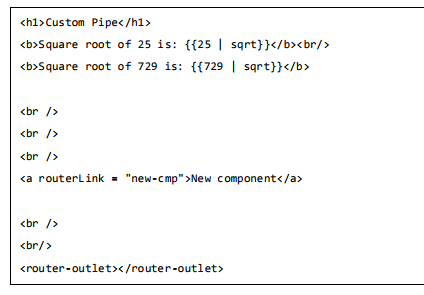 <h1>Custom Pipe</h1>
<b>Square root of 25 is: {{25 | sqrt}}</b><br/>
<b>Square root of 729 is: {{729 | sqrt}}</b>
<br />
<br />
<br />
<a routerLink = "new-cmp">New component</a>
<br />
<br/>
<router-outlet></router-outlet>